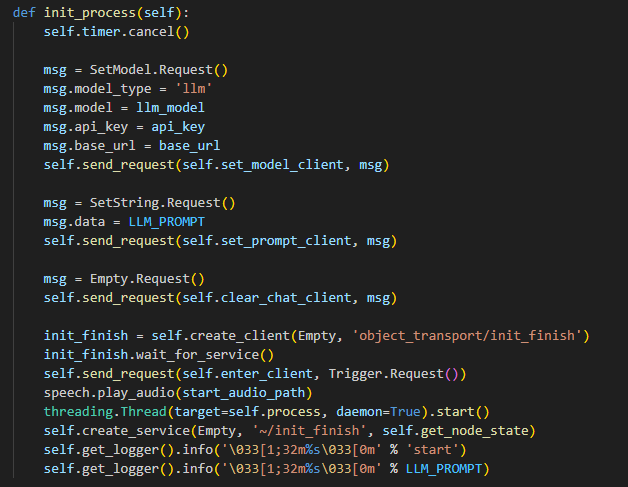 def init_process(self):
    self.timer.cancel()

    msg = SetModel.Request()
    msg.model_type = 'llm'
    msg.model = llm_model
    msg.api_key = api_key
    msg.base_url = base_url
    self.send_request(self.set_model_client, msg)

    msg = SetString.Request()
    msg.data = LLM_PROMPT
    self.send_request(self.set_prompt_client, msg)

    msg = Empty.Request()
    self.send_request(self.clear_chat_client, msg)

    init_finish = self.create_client(Empty, 'object_transport/init_finish')
    init_finish.wait_for_service()
    self.send_request(self.enter_client, Trigger.Request())
    speech.play_audio(start_audio_path)
    threading.Thread(target=self.process, daemon=True).start()
    self.create_service(Empty, '~/init_finish', self.get_node_state)
    self.get_logger().info('\033[1;32m%s\033[0m' % 'start')
    self.get_logger().info('\033[1;32m%s\033[0m' % LLM_PROMPT)